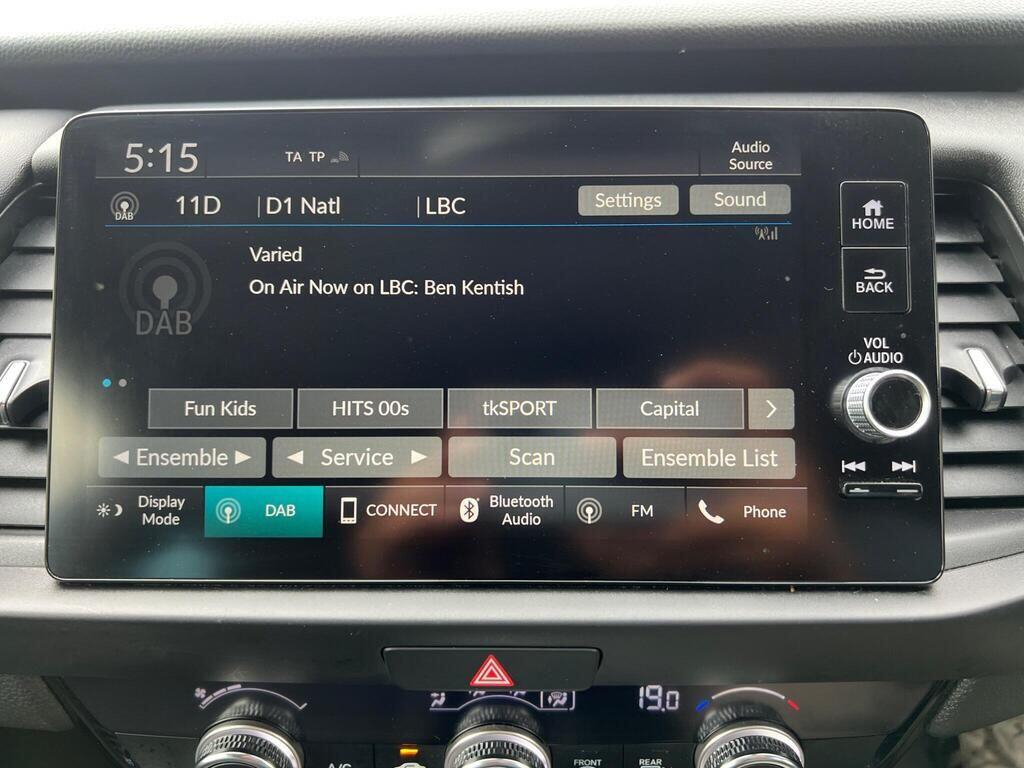 5:15
TA TP
Audio
Source
DAB
11D
D1 Natl
LBC
Settings
Sound
Varied
On Air Now on LBC: Ben Kentish
DAB
HOME
BACK
VOL
AUDIO
Fun Kids
HITS 00s
tkSPORT
Capital
Ensemble
Service
Scan
Ensemble List
Display
Mode
DAB
CONNECT
Bluetooth
Audio
FM
Phone
19.0
A/C
FRONT
REAR